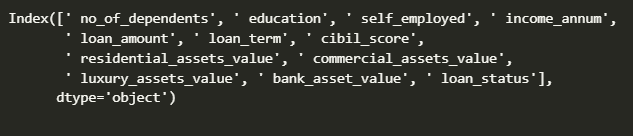 Index([' no_of_dependents', ' education', ' self_employed', ' income_annum',
' loan_amount', ' loan_term', ' cibil_score',
' residential_assets_value', ' commercial_assets_value',
' luxury_assets_value', ' bank_asset_value', ' loan_status'],
dtype='object')